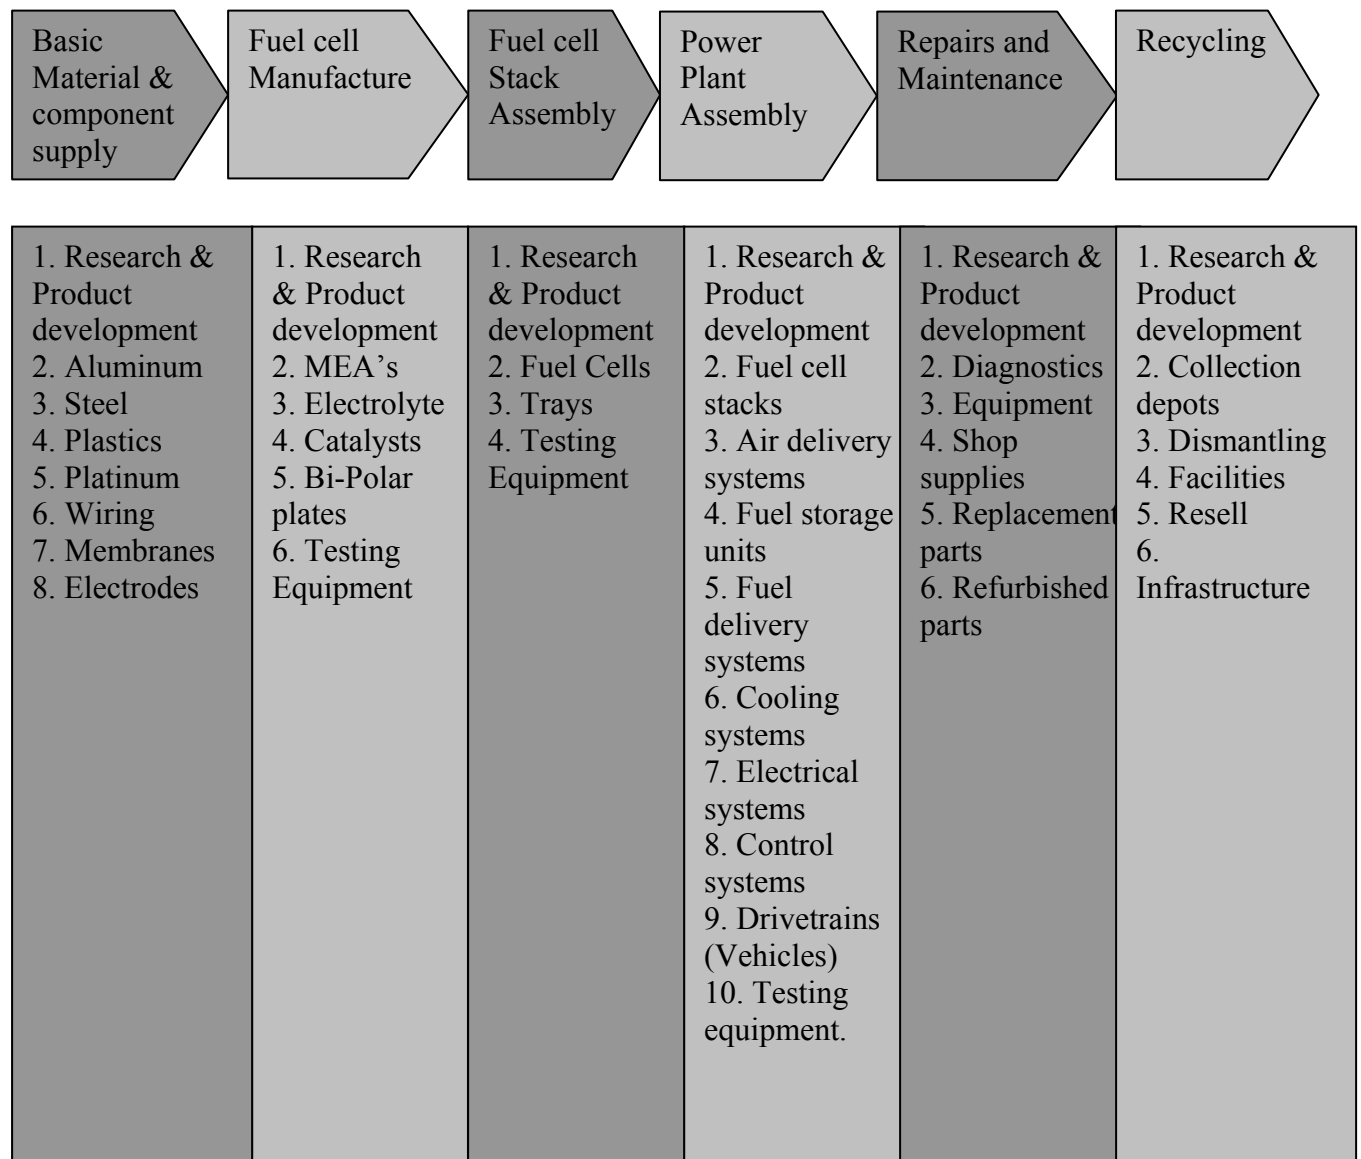 Basic
Material &
component
supply
Fuel cell
Manufacture
Fuel cell
Stack
Assembly
Power
Plant
Assembly
Repairs and
Maintenance
Recycling
1. Research &
Product
development
2. Aluminum
3. Steel
4. Plastics
5. Platinum
6. Wiring
7. Membranes
8. Electrodes
1. Research
& Product
development
2. MEA’s
3. Electrolyte
4. Catalysts
5. Bi-Polar
plates
6. Testing
Equipment
1. Research
& Product
development
2. Fuel Cells
3. Trays
4. Testing
Equipment
1. Research &
Product
development
2. Fuel cell
stacks
3. Air delivery
systems
4. Fuel storage
units
5. Fuel
delivery
systems
6. Cooling
systems
7. Electrical
systems
8. Control
systems
9. Drivetrains
(Vehicles)
10. Testing
equipment.
1. Research &
Product
development
2. Diagnostics
3. Equipment
4. Shop
supplies
5. Replacement
parts
6. Refurbished
parts
1. Research &
Product
development
2. Collection
depots
3. Dismantling
4. Facilities
5. Resell
6.
Infrastructure